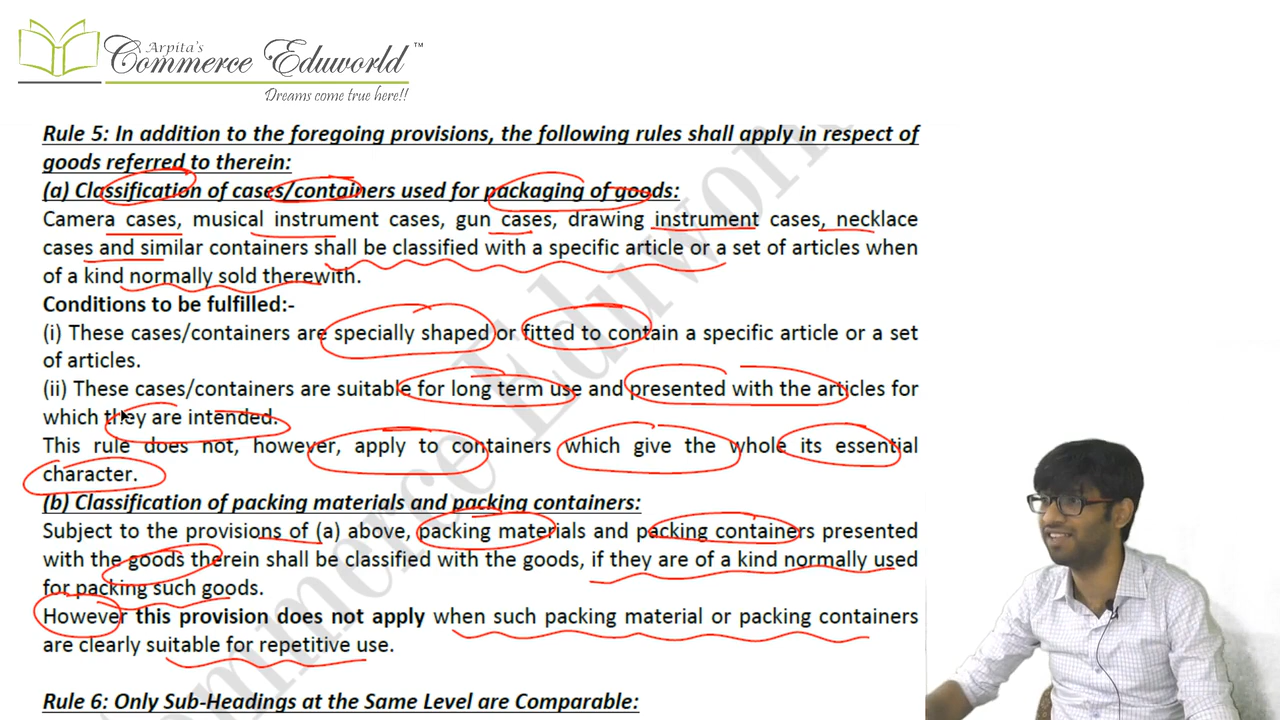 Arpita's
Commerce Eduworld™
Dreams come true here!!
Rule 5: In addition to the foregoing provisions, the following rules shall apply in respect of
goods referred to therein:
(a) Classification of cases/containers used for packaging of goods:
Camera cases, musical instrument cases, gun cases, drawing instrument cases, necklace
cases and similar containers shall be classified with a specific article or a set of articles when
of a kind normally sold therewith.
Conditions to be fulfilled:-
(i) These cases/containers are specially shaped or fitted to contain a specific article or a set
of articles.
(ii) These cases/containers are suitable for long term use and presented with the articles for
which they are intended.
This rule does not, however, apply to containers which give the whole its essential
character.
(b) Classification of packing materials and packing containers:
Subject to the provisions of (a) above, packing materials and packing containers presented
with the goods therein shall be classified with the goods, if they are of a kind normally used
for packing such goods.
However this provision does not apply when such packing material or packing containers
are clearly suitable for repetitive use.
Rule 6: Only Sub-Headings at the Same Level are Comparable:
Commerce Eduworld